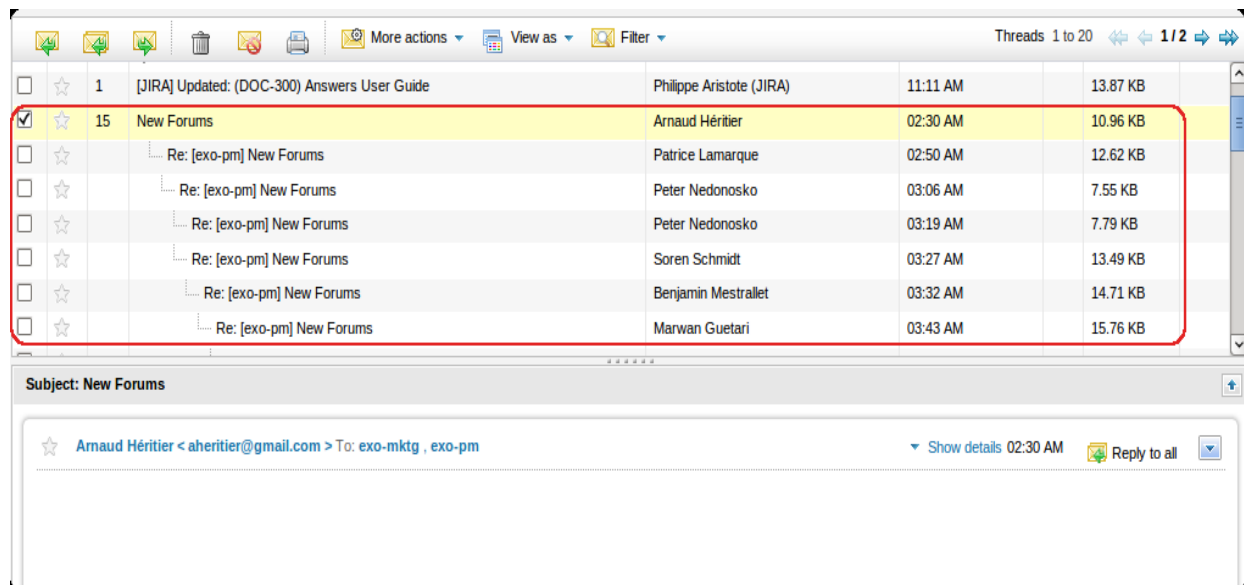 More actions View as Filter Threads 1 to 20 1 / 2
1 [JIRA] Updated: (DOC-300) Answers User Guide Philippe Aristote (JIRA) 11:11 AM 13.87 KB
15 New Forums Arnaud Héritier 02:30 AM 10.96 KB
Re: [exo-pm] New Forums Patrice Lamarque 02:50 AM 12.62 KB
Re: [exo-pm] New Forums Peter Nedonosko 03:06 AM 7.55 KB
Re: [exo-pm] New Forums Peter Nedonosko 03:19 AM 7.79 KB
Re: [exo-pm] New Forums Soren Schmidt 03:27 AM 13.49 KB
Re: [exo-pm] New Forums Benjamin Mestrallet 03:32 AM 14.71 KB
Re: [exo-pm] New Forums Marwan Guetari 03:43 AM 15.76 KB
Subject: New Forums
Arnaud Héritier < aheritier@gmail.com > To: exo-mktg , exo-pm Show details 02:30 AM Reply to all